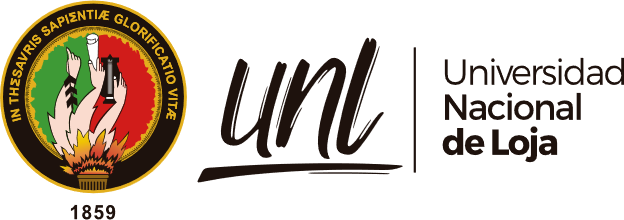 IN THESAVRIS SAPIENTIÆ GLORIFICATIO VITÆ
1859
unl
Universidad
Nacional
de Loja